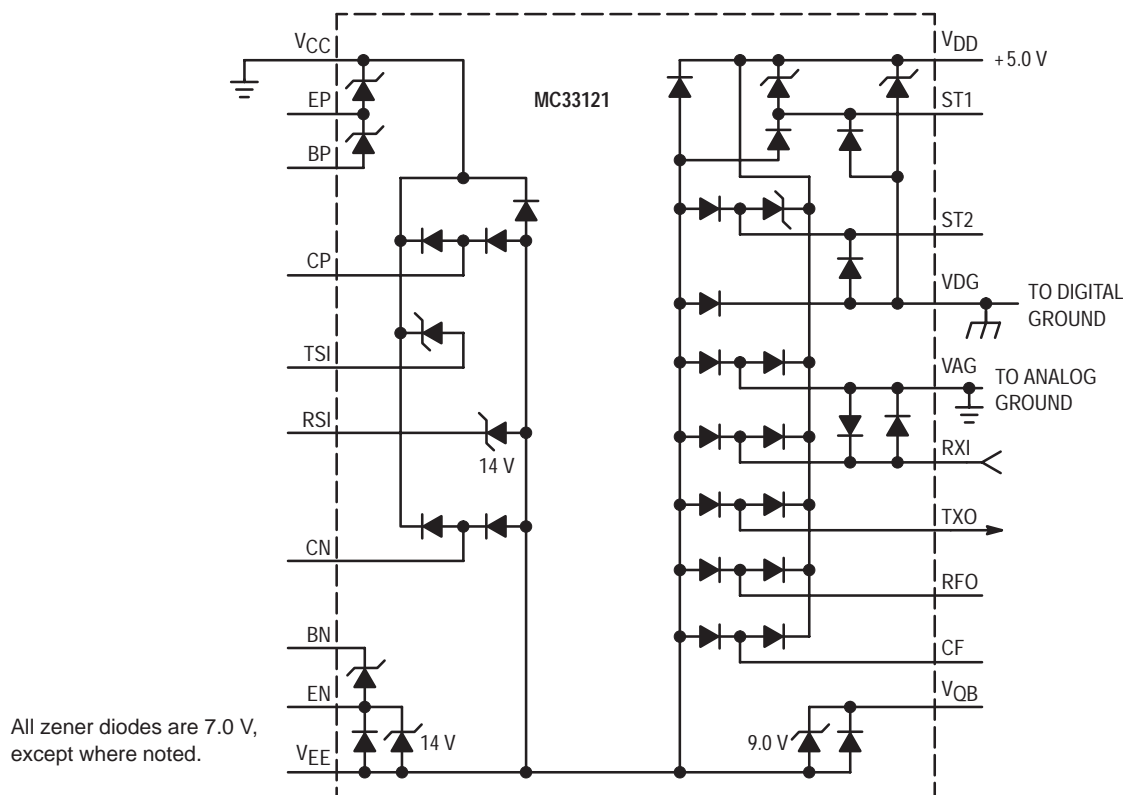 VCC
EP
BP
CP
TSI
RSI
14 V
CN
BN
EN
VEE
14 V
All zener diodes are 7.0 V,
except where noted.
MC33121
VDD
+5.0 V
ST1
ST2
VDG
TO DIGITAL
GROUND
VAG
TO ANALOG
GROUND
RXI
TXO
RFO
CF
VQB
9.0 V